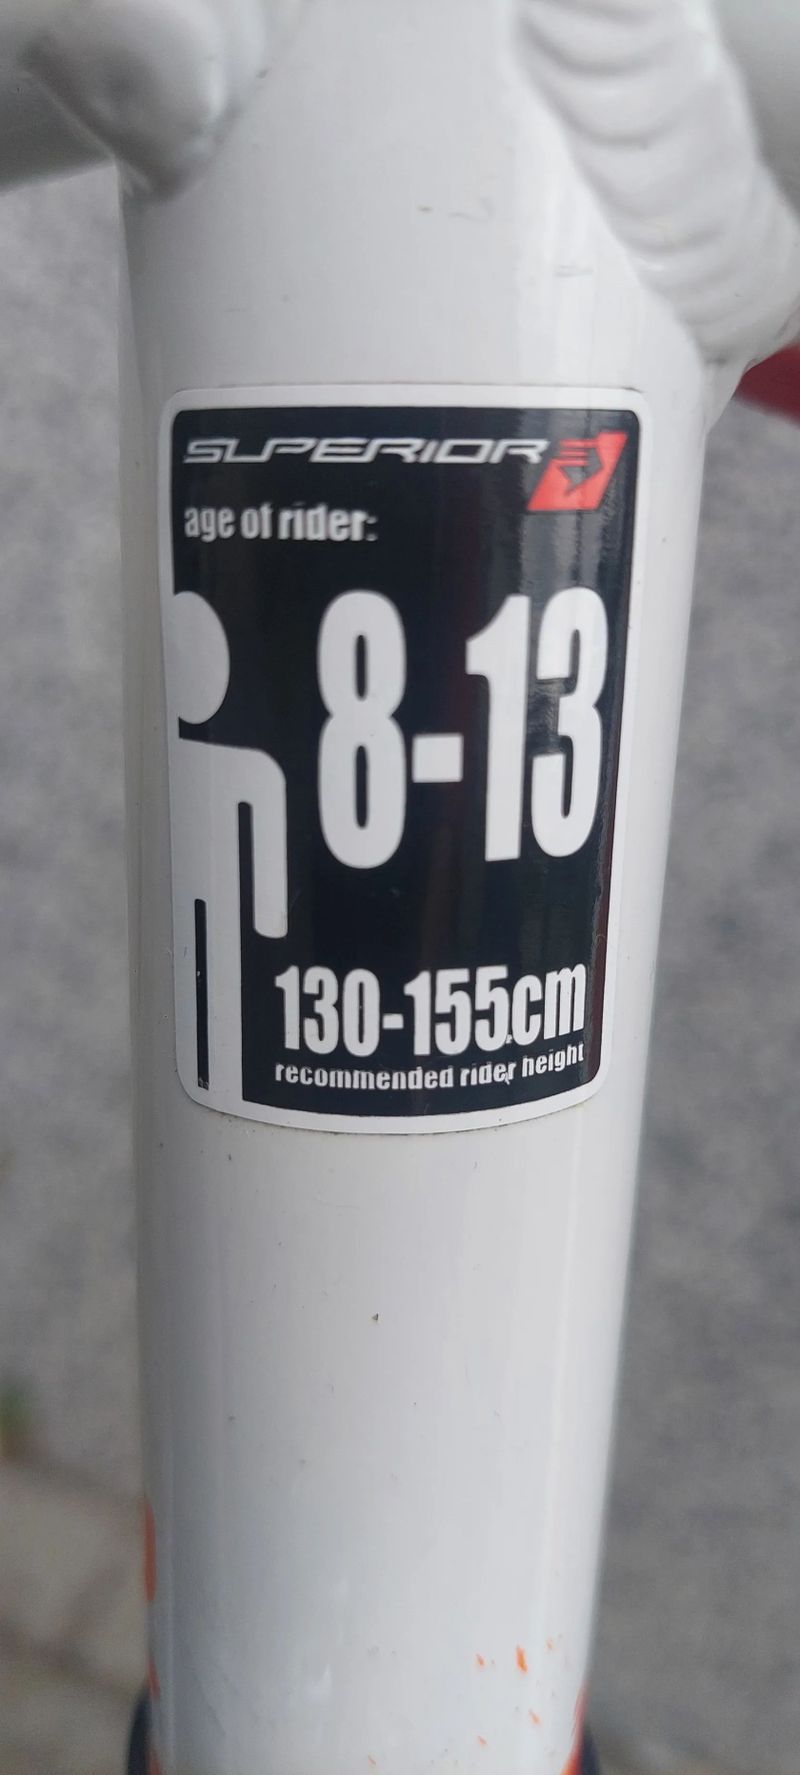 SUPERIOR
age of rider:
8-13
130-155cm
recommended rider height